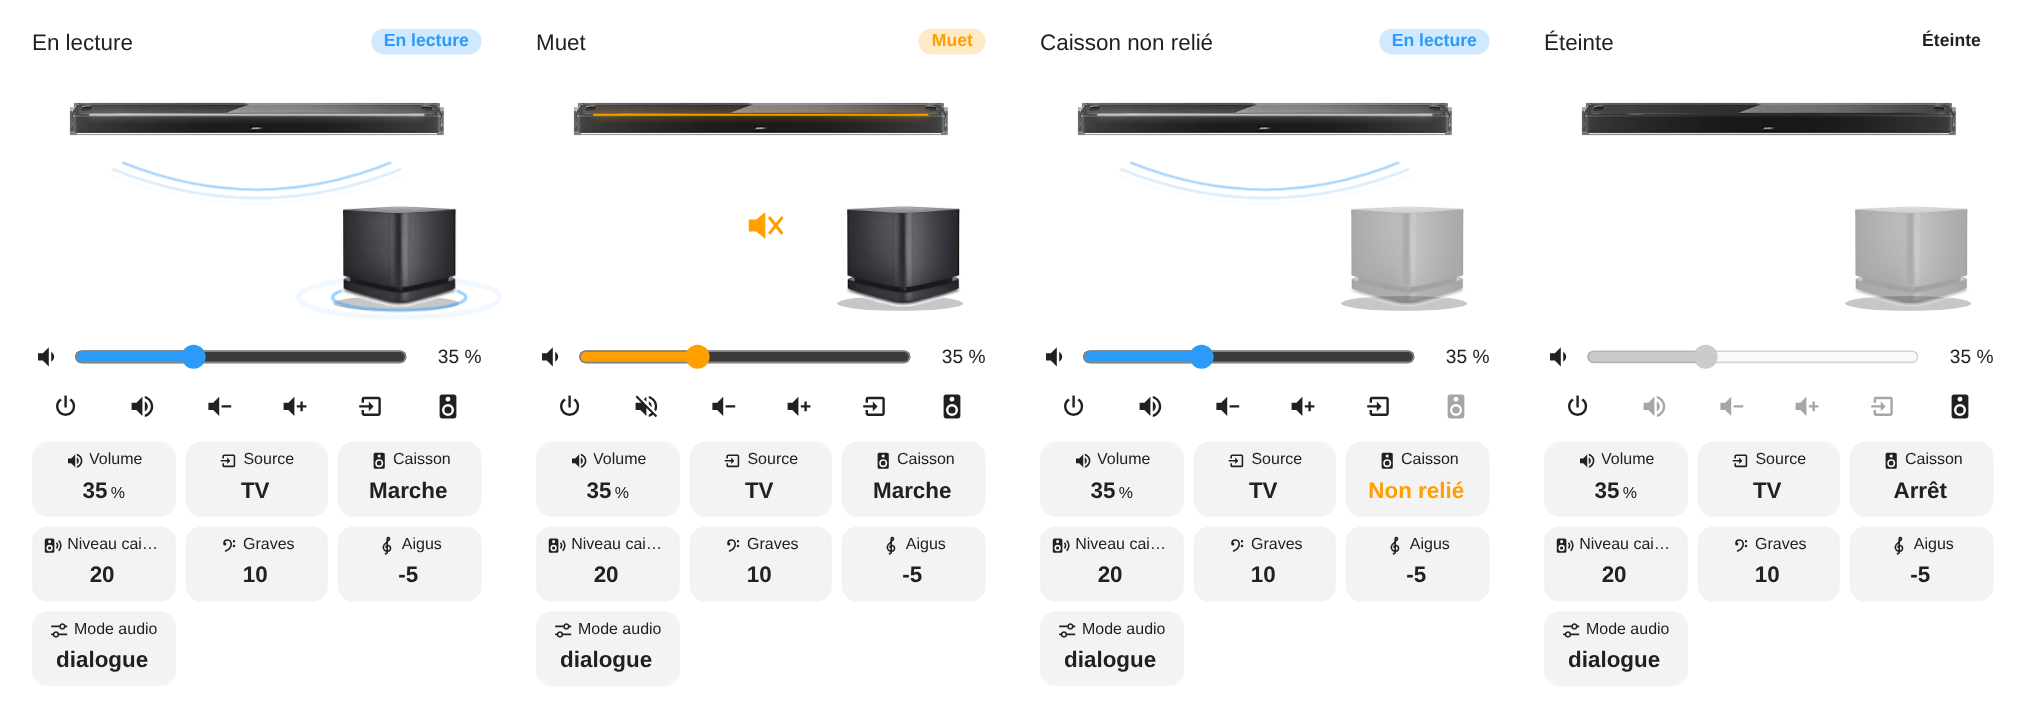 En lecture
En lecture
35 %
Volume
Source
Caisson
35 %
TV
Marche
Niveau cai…
Graves
Aigus
20
10
-5
Mode audio
dialogue
Muet
Muet
35 %
Volume
Source
Caisson
35 %
TV
Marche
Niveau cai…
Graves
Aigus
20
10
-5
Mode audio
dialogue
Caisson non relié
En lecture
35 %
Volume
Source
Caisson
35 %
TV
Non relié
Niveau cai…
Graves
Aigus
20
10
-5
Mode audio
dialogue
Éteinte
Éteinte
35 %
Volume
Source
Caisson
35 %
TV
Arrêt
Niveau cai…
Graves
Aigus
20
10
-5
Mode audio
dialogue